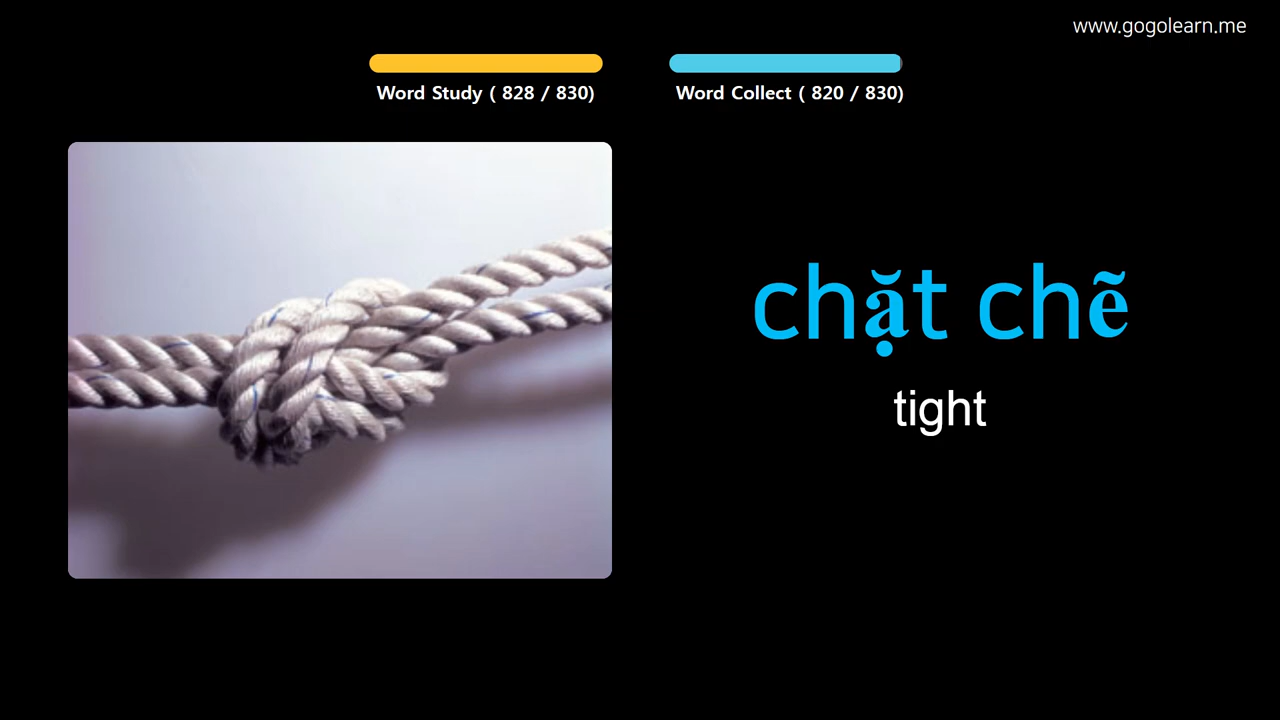 www.gogolearn.me
Word Study ( 828 / 830)
Word Collect ( 820 / 830)
chặt chẽ
tight